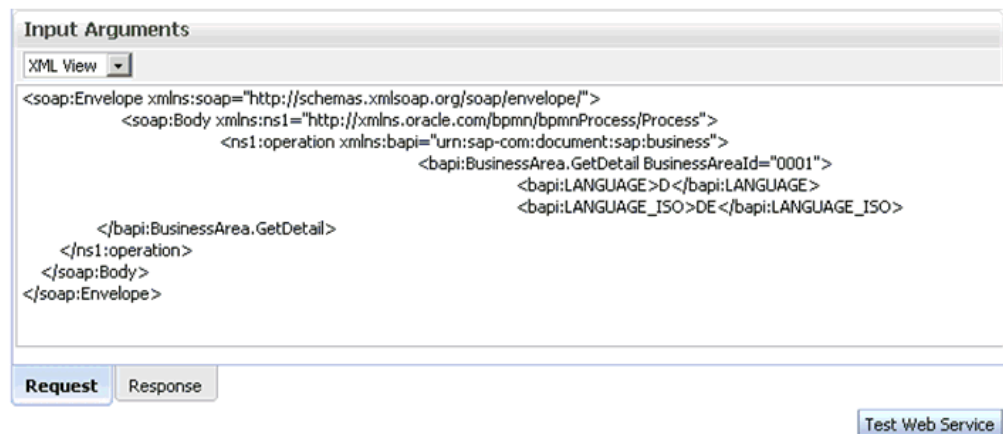 Input Arguments
XML View
<soap:Envelope xmlns:soap="http://schemas.xmlsoap.org/soap/envelope/">
<soap:Body xmlns:ns1="http://xmlns.oracle.com/bpmn/bpmnProcess/Process">
<ns1:operation xmlns:bapi="urn:sap-com:document:sap:business">
<bapi:BusinessArea.GetDetail BusinessAreaId="0001">
<bapi:LANGUAGE>D</bapi:LANGUAGE>
<bapi:LANGUAGE_ISO>DE</bapi:LANGUAGE_ISO>
</bapi:BusinessArea.GetDetail>
</ns1:operation>
</soap:Body>
</soap:Envelope>
Request Response
Test Web Service